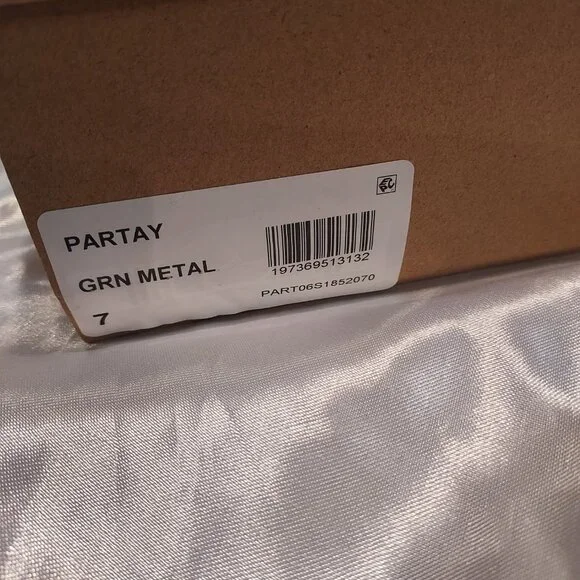 PARTAY
GRN METAL
7
197369513132
PART06S1852070